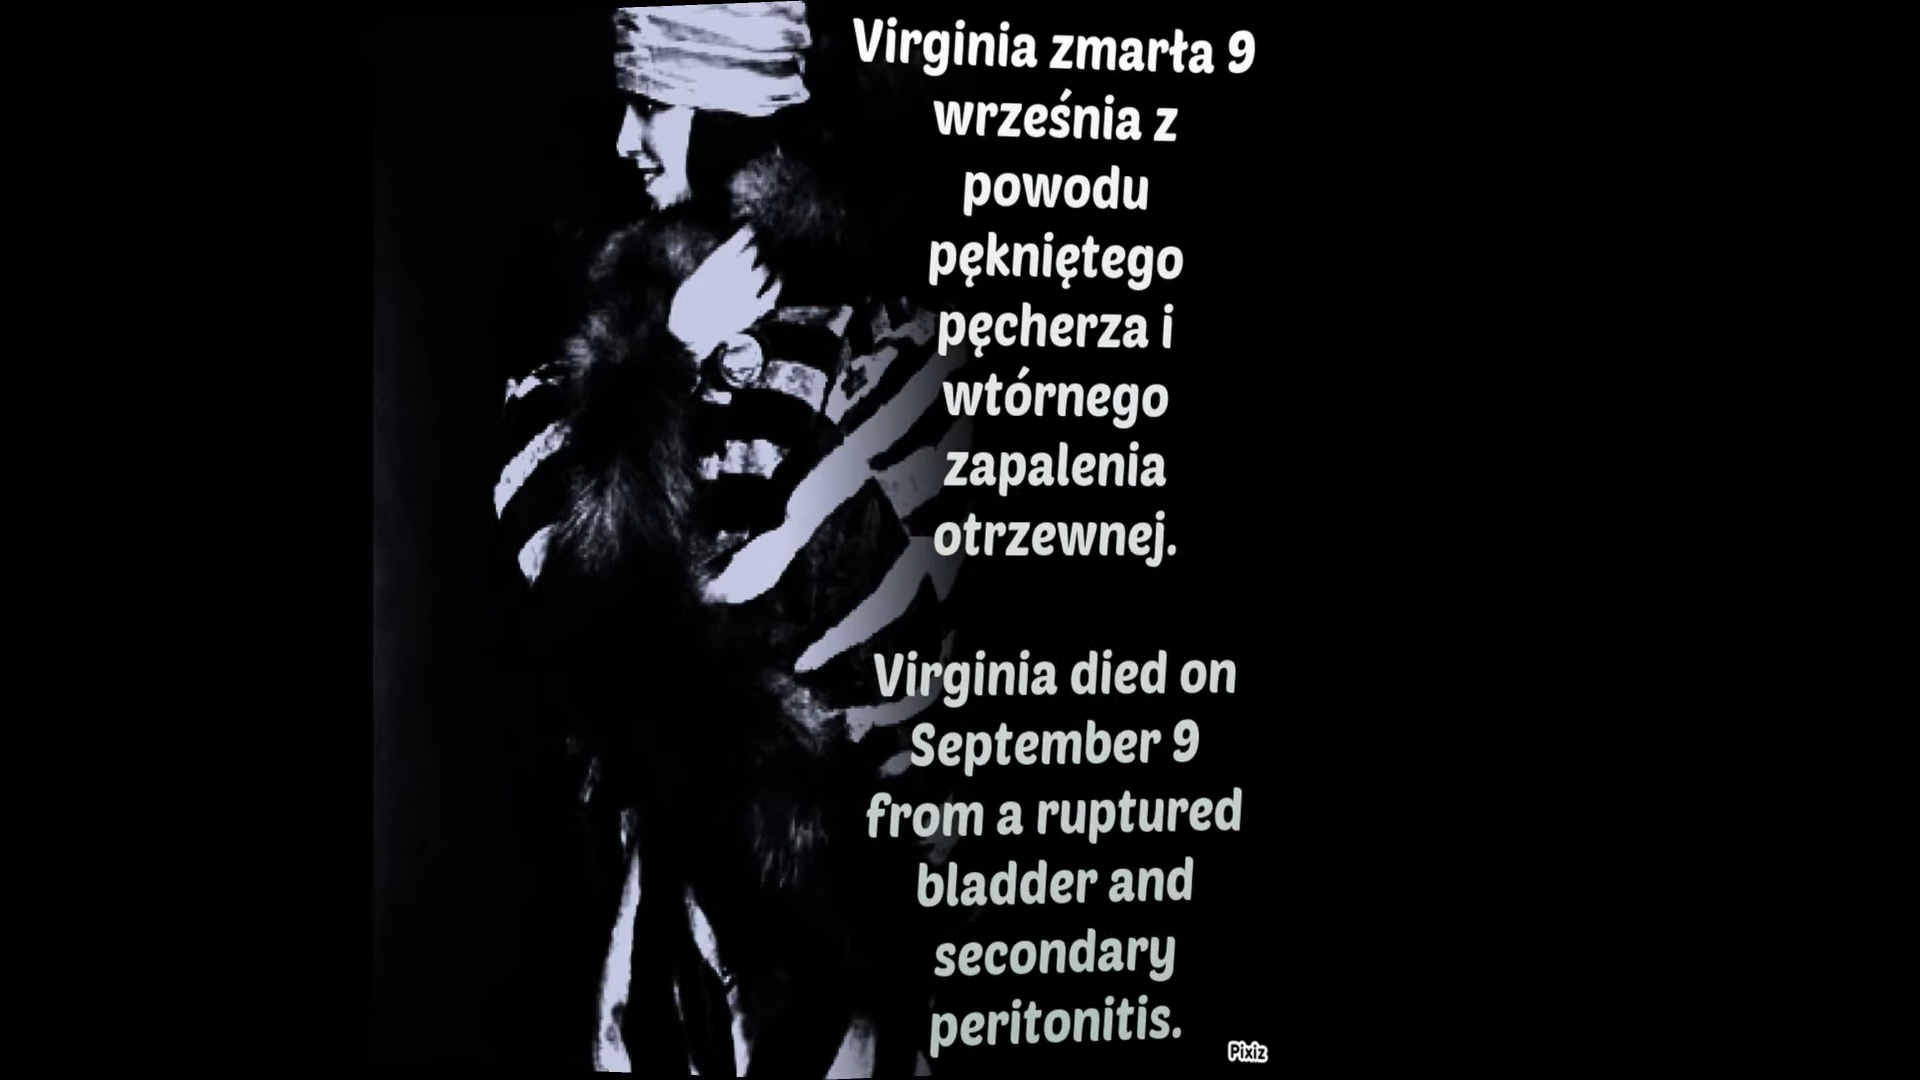 Virginia zmarła 9
września z
powodu
pękniętego
pęcherza i
wtórnego
zapalenia
otrzewnej.
Virginia died on
September 9
from a ruptured
bladder and
secondary
peritonitis.
Pixiz